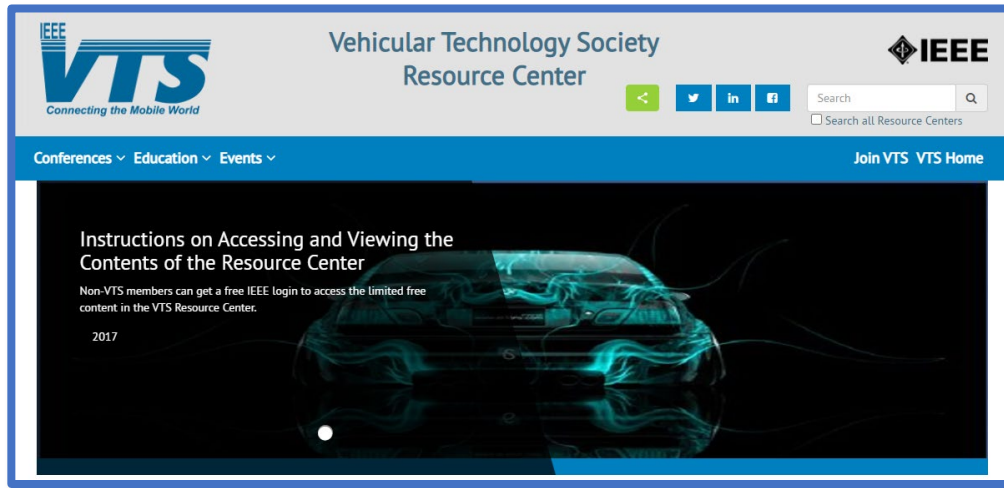 IEEE
VTS
Connecting the Mobile World
Vehicular Technology Society
Resource Center
IEEE
in
Search
Search all Resource Centers
Conferences Education Events
Join VTS VTS Home
Instructions on Accessing and Viewing the
Contents of the Resource Center
Non-VTS members can get a free IEEE login to access the limited free
content in the VTS Resource Center.
2017